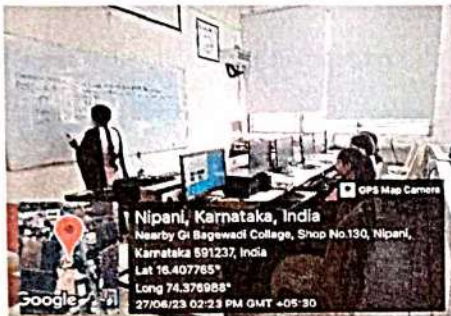 GPS Map Camera
Nipani, Karnataka, India
Nearby GI Bagewadi Collage, Shop No.130, Nipani,
Karnataka 591237, India
Lat 16.407765°
Long 74.376988°
27/06/23 02:23 PM GMT +05:30
Google